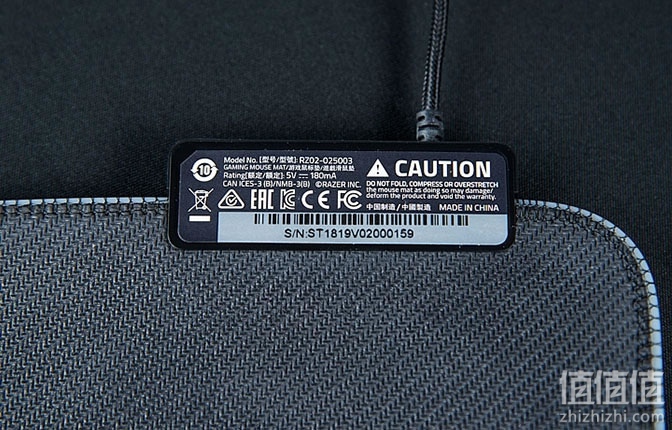 10
Model No. (型号/型號): RZ02-025003
GAMING MOUSE MAT/游戏鼠标垫/遊戲滑鼠墊
Rating(额定/額定): 5V ⎓ 180mA
CAN ICES-3 (B)/NMB-3(B) ©RAZER INC.
EAC CE
CAUTION
DO NOT FOLD, COMPRESS OR OVERSTRETCH
the mouse mat as doing so may damage/
deform the product and void the warranty.
中国制造 / 中國製造 MADE IN CHINA
S/N:ST1819V02000159
值值值
zhizhizhi.com